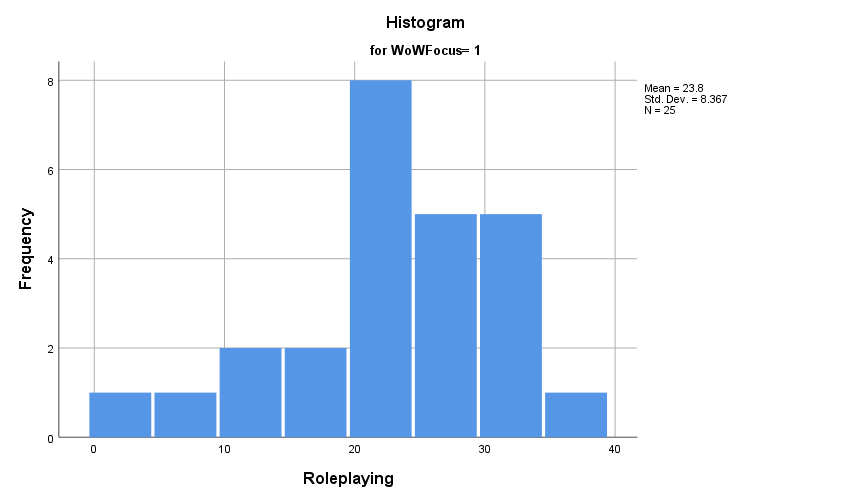 Histogram
for WoWFocus= 1
Mean = 23.8
Std. Dev. = 8.367
N = 25
Frequency
8
6
4
2
0
0 10 20 30 40
Roleplaying